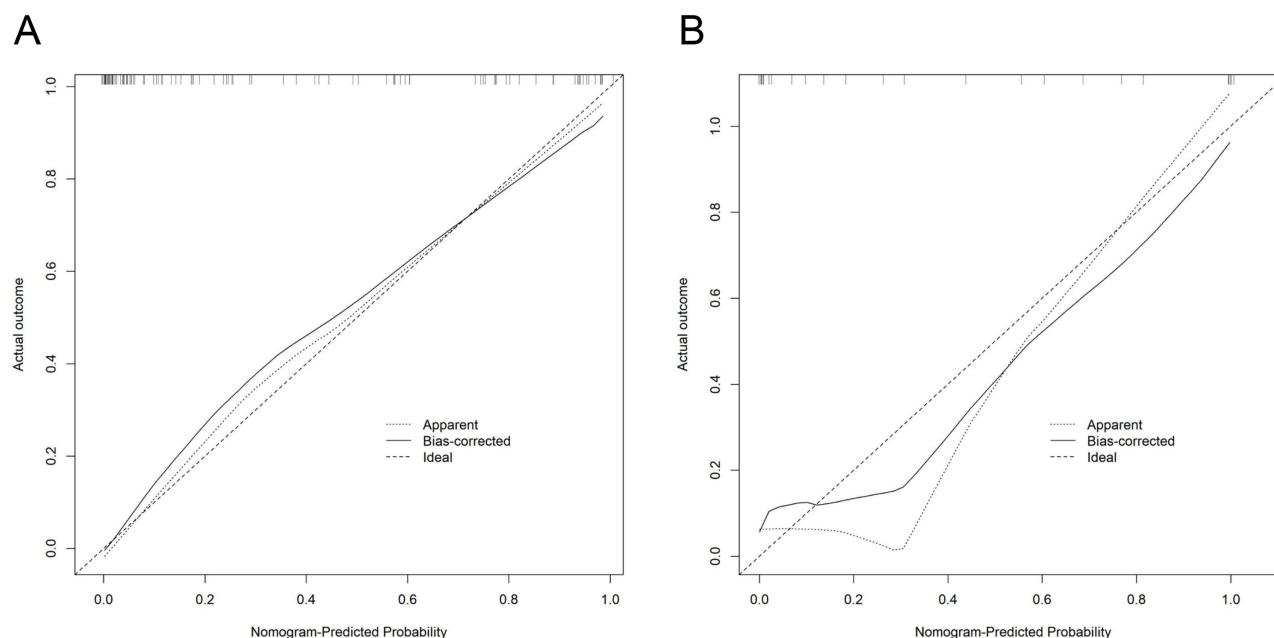 A
1.0
0.8
0.6
0.4
0.2
0.0
Actual outcome
Apparent
Bias-corrected
Ideal
0.0 0.2 0.4 0.6 0.8 1.0
Nomogram-Predicted Probability
B
1.0
0.8
0.6
0.4
0.2
0.0
Actual outcome
Apparent
Bias-corrected
Ideal
0.0 0.2 0.4 0.6 0.8 1.0
Nomogram-Predicted Probability